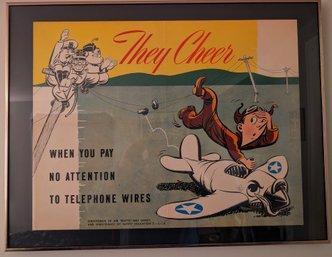 They Cheer
WHEN YOU PAY
NO ATTENTION
TO TELEPHONE WIRES